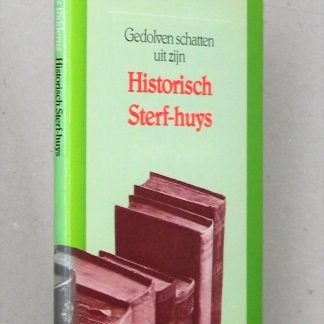 Gedolven schatten
uit zijn
Historisch
Sterf-huys
Historisch Sterf-huys